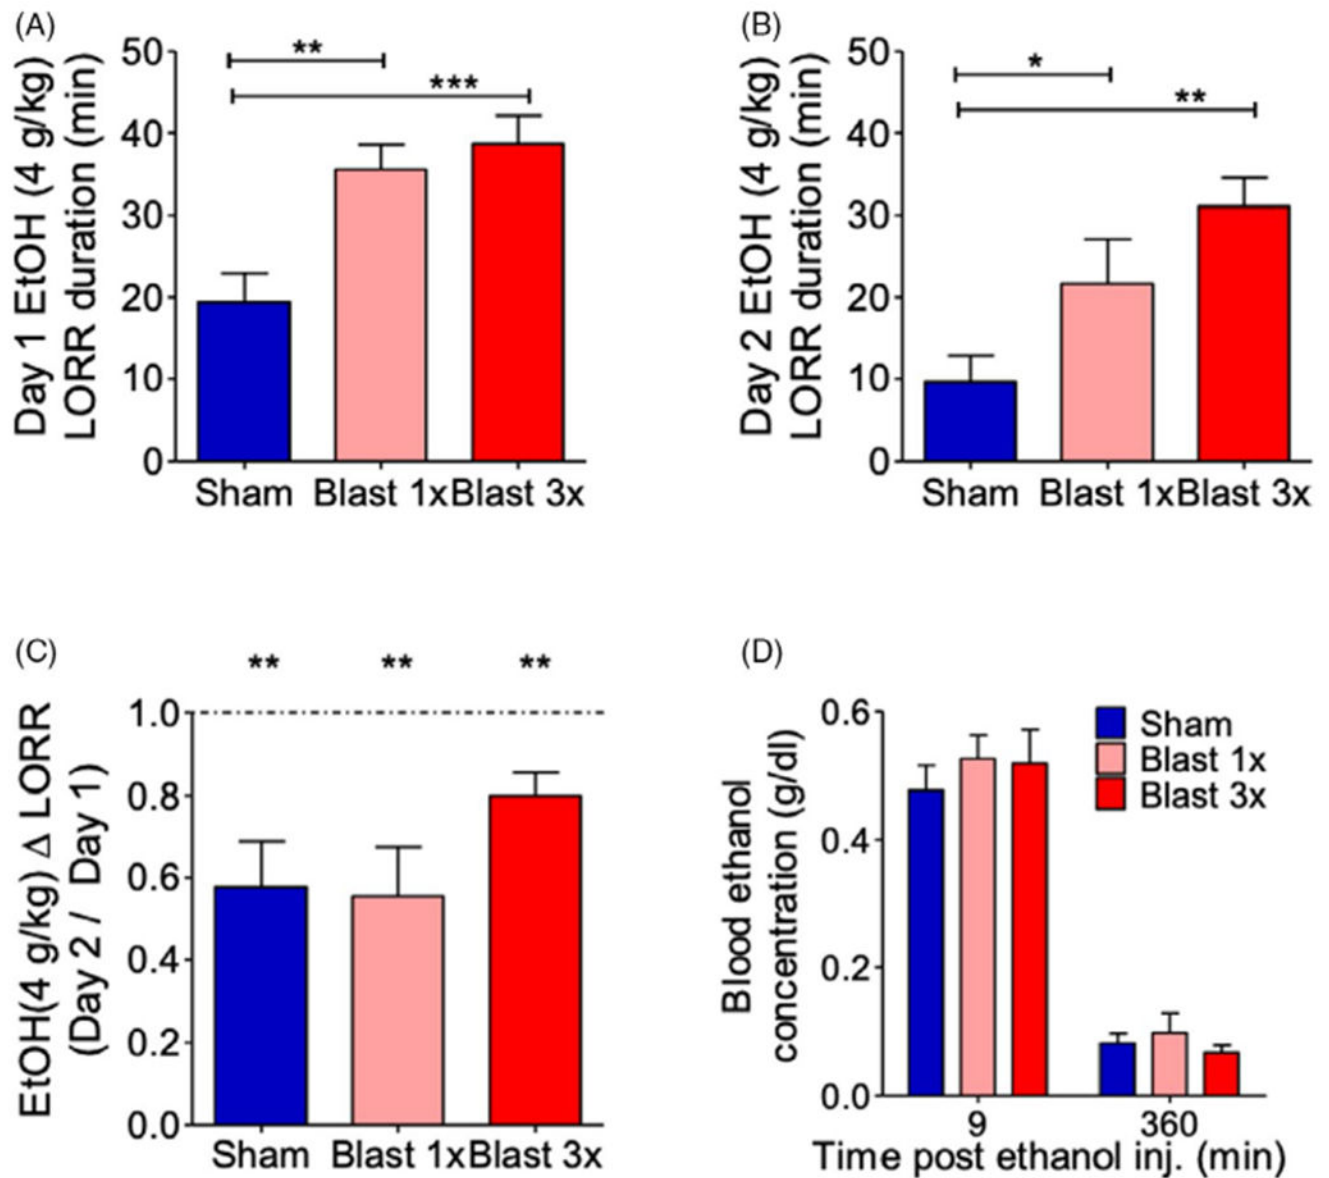 (A)
Day 1 EtOH (4 g/kg)
LORR duration (min)
50
40
30
20
10
0
**
***
Sham Blast 1x Blast 3x
(B)
Day 2 EtOH (4 g/kg)
LORR duration (min)
50
40
30
20
10
0
*
**
Sham Blast 1x Blast 3x
(C)
EtOH(4 g/kg) Δ LORR
(Day 2 / Day 1)
** ** **
1.0
0.8
0.6
0.4
0.2
0.0
Sham Blast 1x Blast 3x
(D)
Blood ethanol
concentration (g/dl)
0.6
0.4
0.2
0.0
Sham
Blast 1x
Blast 3x
9 360
Time post ethanol inj. (min)